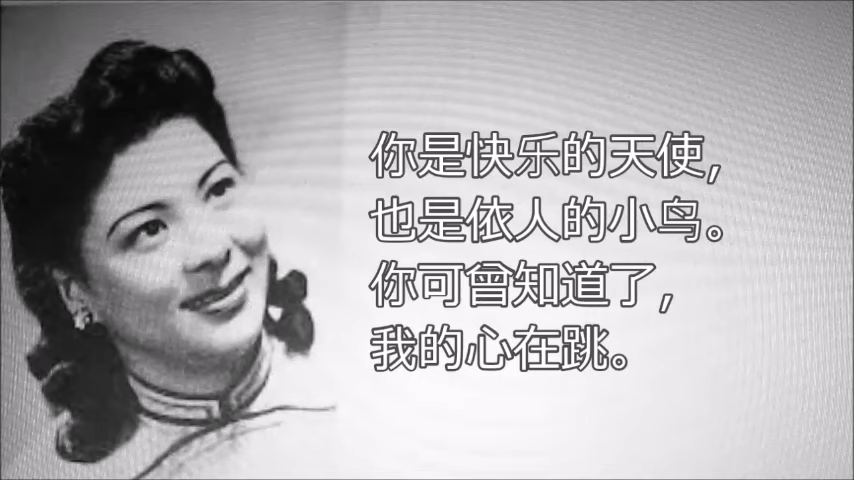 你是快乐的天使，
也是依人的小鸟。
你可曾知道了，
我的心在跳。